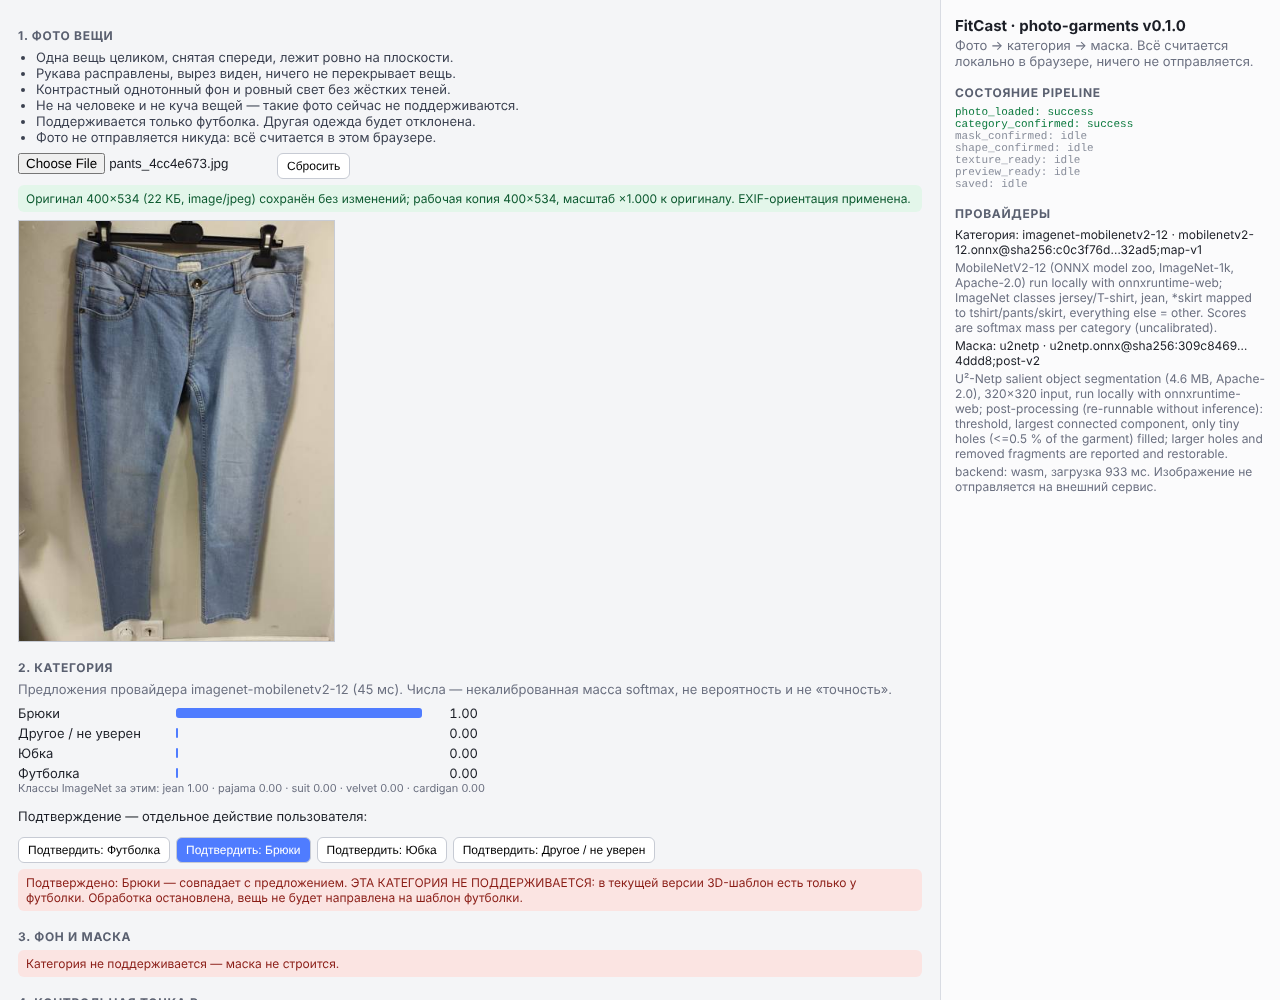 1. ФОТО ВЕЩИ
• Одна вещь целиком, снятая спереди, лежит ровно на плоскости.
• Рукава расправлены, вырез виден, ничего не перекрывает вещь.
• Контрастный однотонный фон и ровный свет без жёстких теней.
• Не на человеке и не куча вещей — такие фото сейчас не поддерживаются.
• Поддерживается только футболка. Другая одежда будет отклонена.
• Фото не отправляется никуда: всё считается в этом браузере.
Choose File pants_4cc4e673.jpg Сбросить
Оригинал 400×534 (22 КБ, image/jpeg) сохранён без изменений; рабочая копия 400×534, масштаб ×1.000 к оригиналу. EXIF-ориентация применена.
2. КАТЕГОРИЯ
Предложения провайдера imagenet-mobilenetv2-12 (45 мс). Числа — некалиброванная масса softmax, не вероятность и не «точность».
Брюки 1.00
Другое / не уверен 0.00
Юбка 0.00
Футболка 0.00
Классы ImageNet за этим: jean 1.00 · pajama 0.00 · suit 0.00 · velvet 0.00 · cardigan 0.00
Подтверждение — отдельное действие пользователя:
Подтвердить: Футболка Подтвердить: Брюки Подтвердить: Юбка Подтвердить: Другое / не уверен
Подтверждено: Брюки — совпадает с предложением. ЭТА КАТЕГОРИЯ НЕ ПОДДЕРЖИВАЕТСЯ: в текущей версии 3D-шаблон есть только у
футболки. Обработка остановлена, вещь не будет направлена на шаблон футболки.
3. ФОН И МАСКА
Категория не поддерживается — маска не строится.
FitCast · photo-garments v0.1.0
Фото → категория → маска. Всё считается
локально в браузере, ничего не отправляется.
СОСТОЯНИЕ PIPELINE
photo_loaded: success
category_confirmed: success
mask_confirmed: idle
shape_confirmed: idle
texture_ready: idle
preview_ready: idle
saved: idle
ПРОВАЙДЕРЫ
Категория: imagenet-mobilenetv2-12 · mobilenetv2-
12.onnx@sha256:c0c3f76d…32ad5;map-v1
MobileNetV2-12 (ONNX model zoo, ImageNet-1k,
Apache-2.0) run locally with onnxruntime-web;
ImageNet classes jersey/T-shirt, jean, *skirt mapped
to tshirt/pants/skirt, everything else = other. Scores
are softmax mass per category (uncalibrated).
Маска: u2netp · u2netp.onnx@sha256:309c8469…
4ddd8;post-v2
U²-Netp salient object segmentation (4.6 MB, Apache-
2.0), 320×320 input, run locally with onnxruntime-
web; post-processing (re-runnable without inference):
threshold, largest connected component, only tiny
holes (<=0.5 % of the garment) filled; larger holes and
removed fragments are reported and restorable.
backend: wasm, загрузка 933 мс. Изображение не
отправляется на внешний сервис.